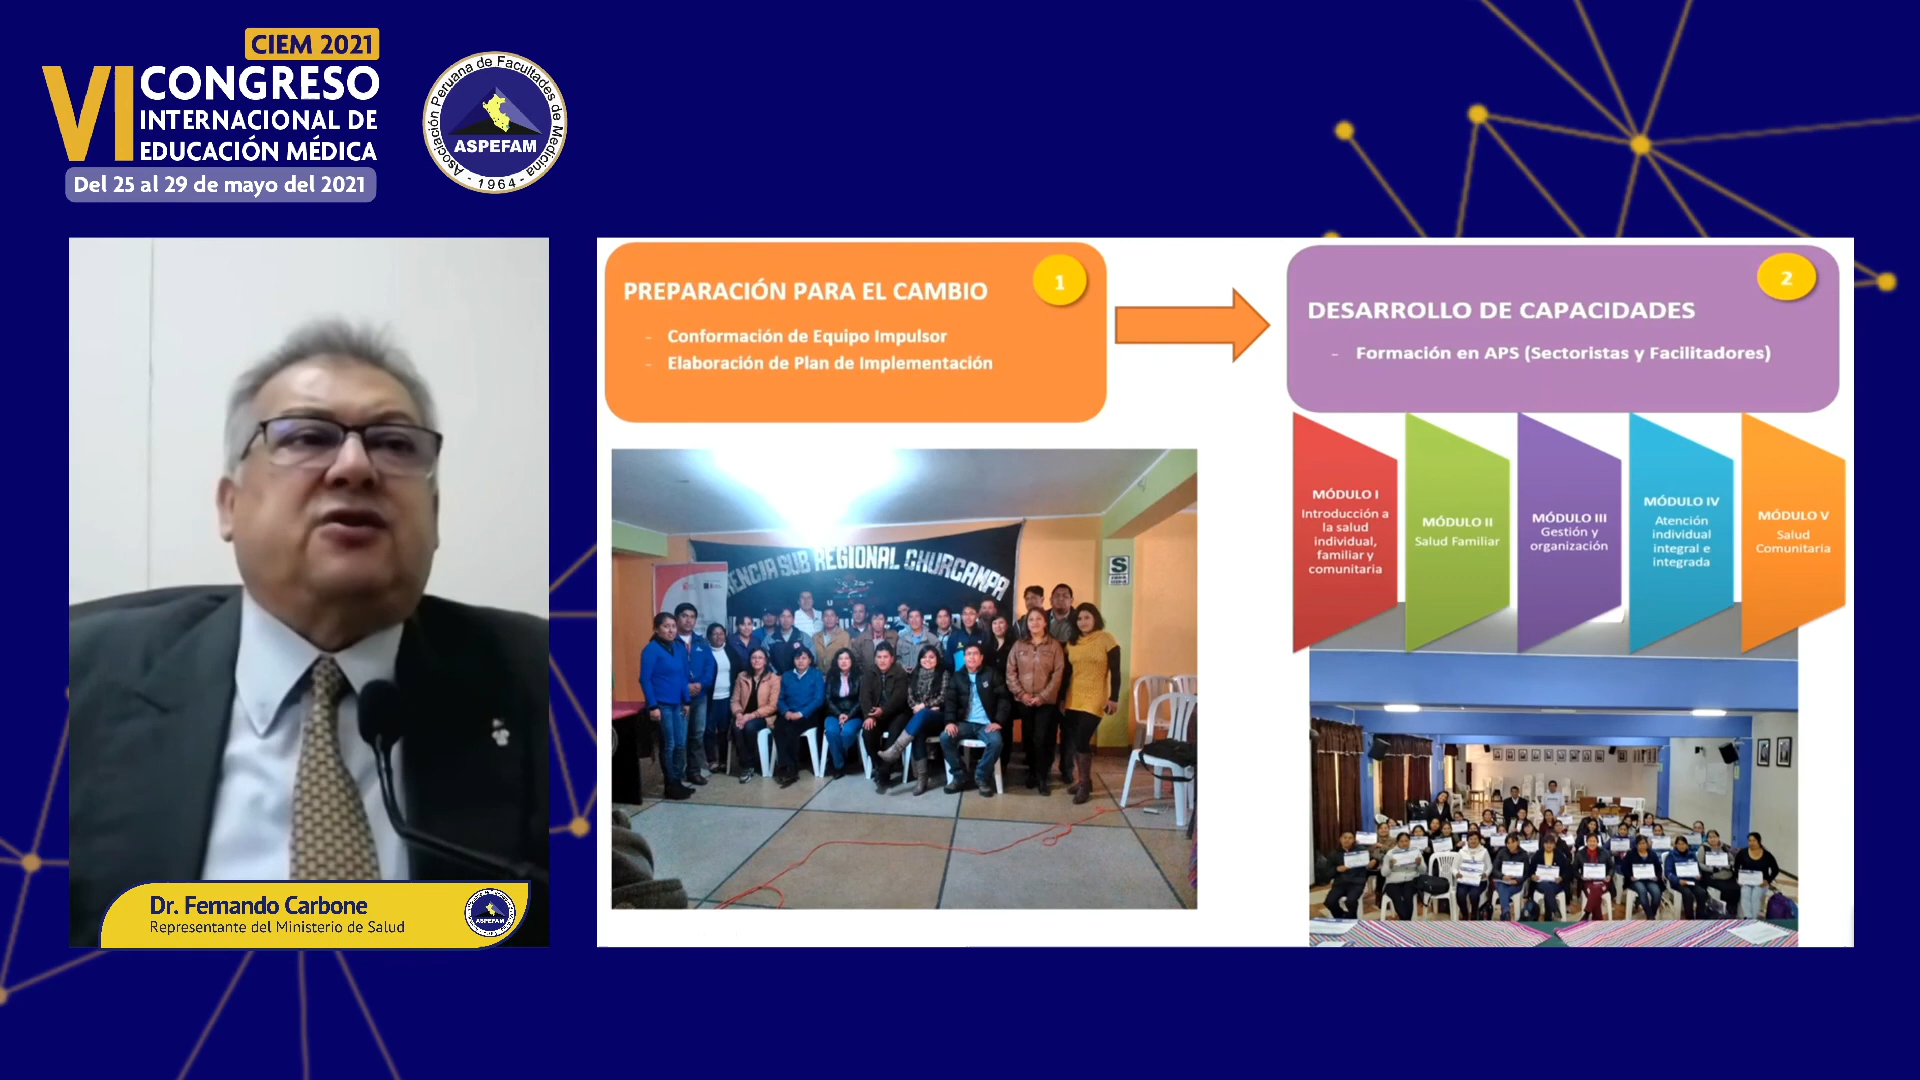 CIEM 2021
VI CONGRESO
INTERNACIONAL DE
EDUCACIÓN MÉDICA
Del 25 al 29 de mayo del 2021
Asociación Peruana de Facultades de Medicina
ASPEFAM
- 1964 -
PREPARACIÓN PARA EL CAMBIO
1
- Conformación de Equipo Impulsor
- Elaboración de Plan de Implementación
2
DESARROLLO DE CAPACIDADES
- Formación en APS (Sectoristas y Facilitadores)
MÓDULO I
Introducción a
la salud
individual,
familiar y
comunitaria
MÓDULO II
Salud Familiar
MÓDULO III
Gestión y
organización
MÓDULO IV
Atención
individual
integral e
integrada
MÓDULO V
Salud
Comunitaria
RENCIA SUB REGIONAL CHURCAMPA
S
Dr. Fernando Carbone
Representante del Ministerio de Salud
ASPEFAM